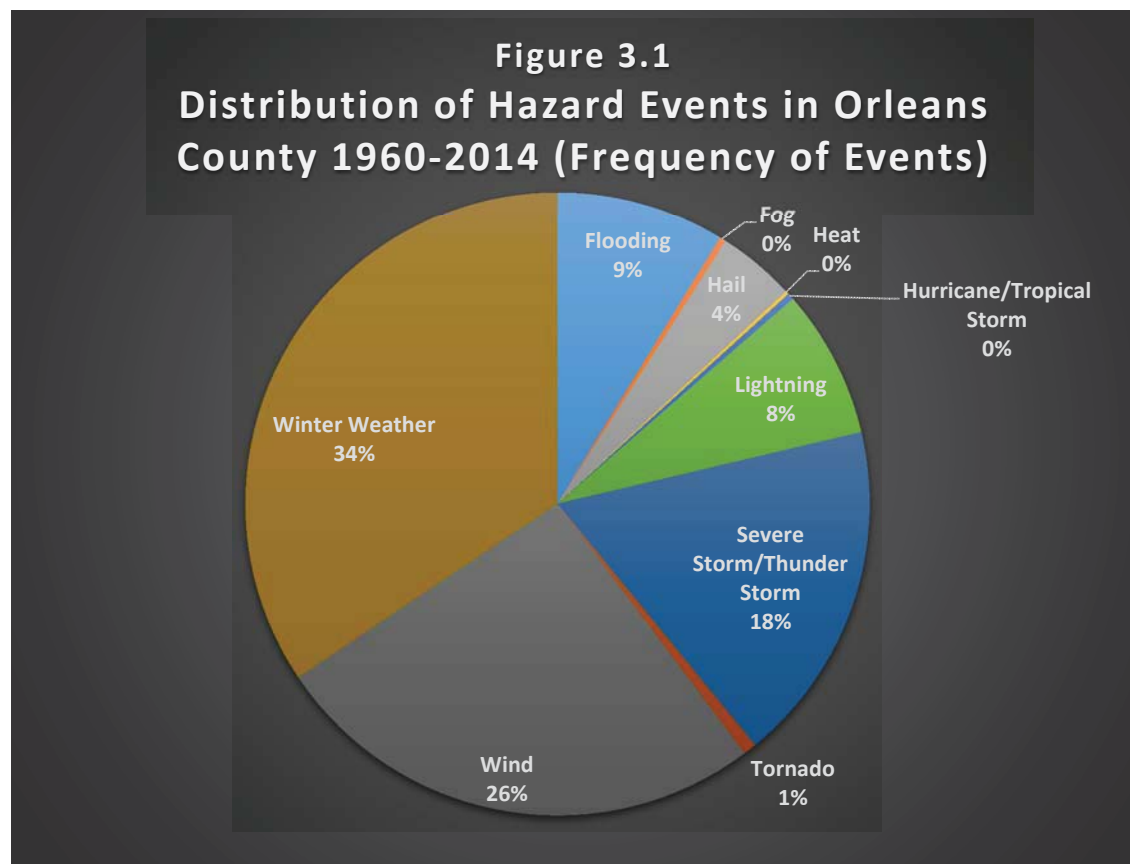 Figure 3.1
Distribution of Hazard Events in Orleans
County 1960-2014 (Frequency of Events)
Flooding
9%
Fog
0%
Hail
4%
Heat
0%
Hurricane/Tropical
Storm
0%
Lightning
8%
Severe
Storm/Thunder
Storm
18%
Tornado
1%
Wind
26%
Winter Weather
34%